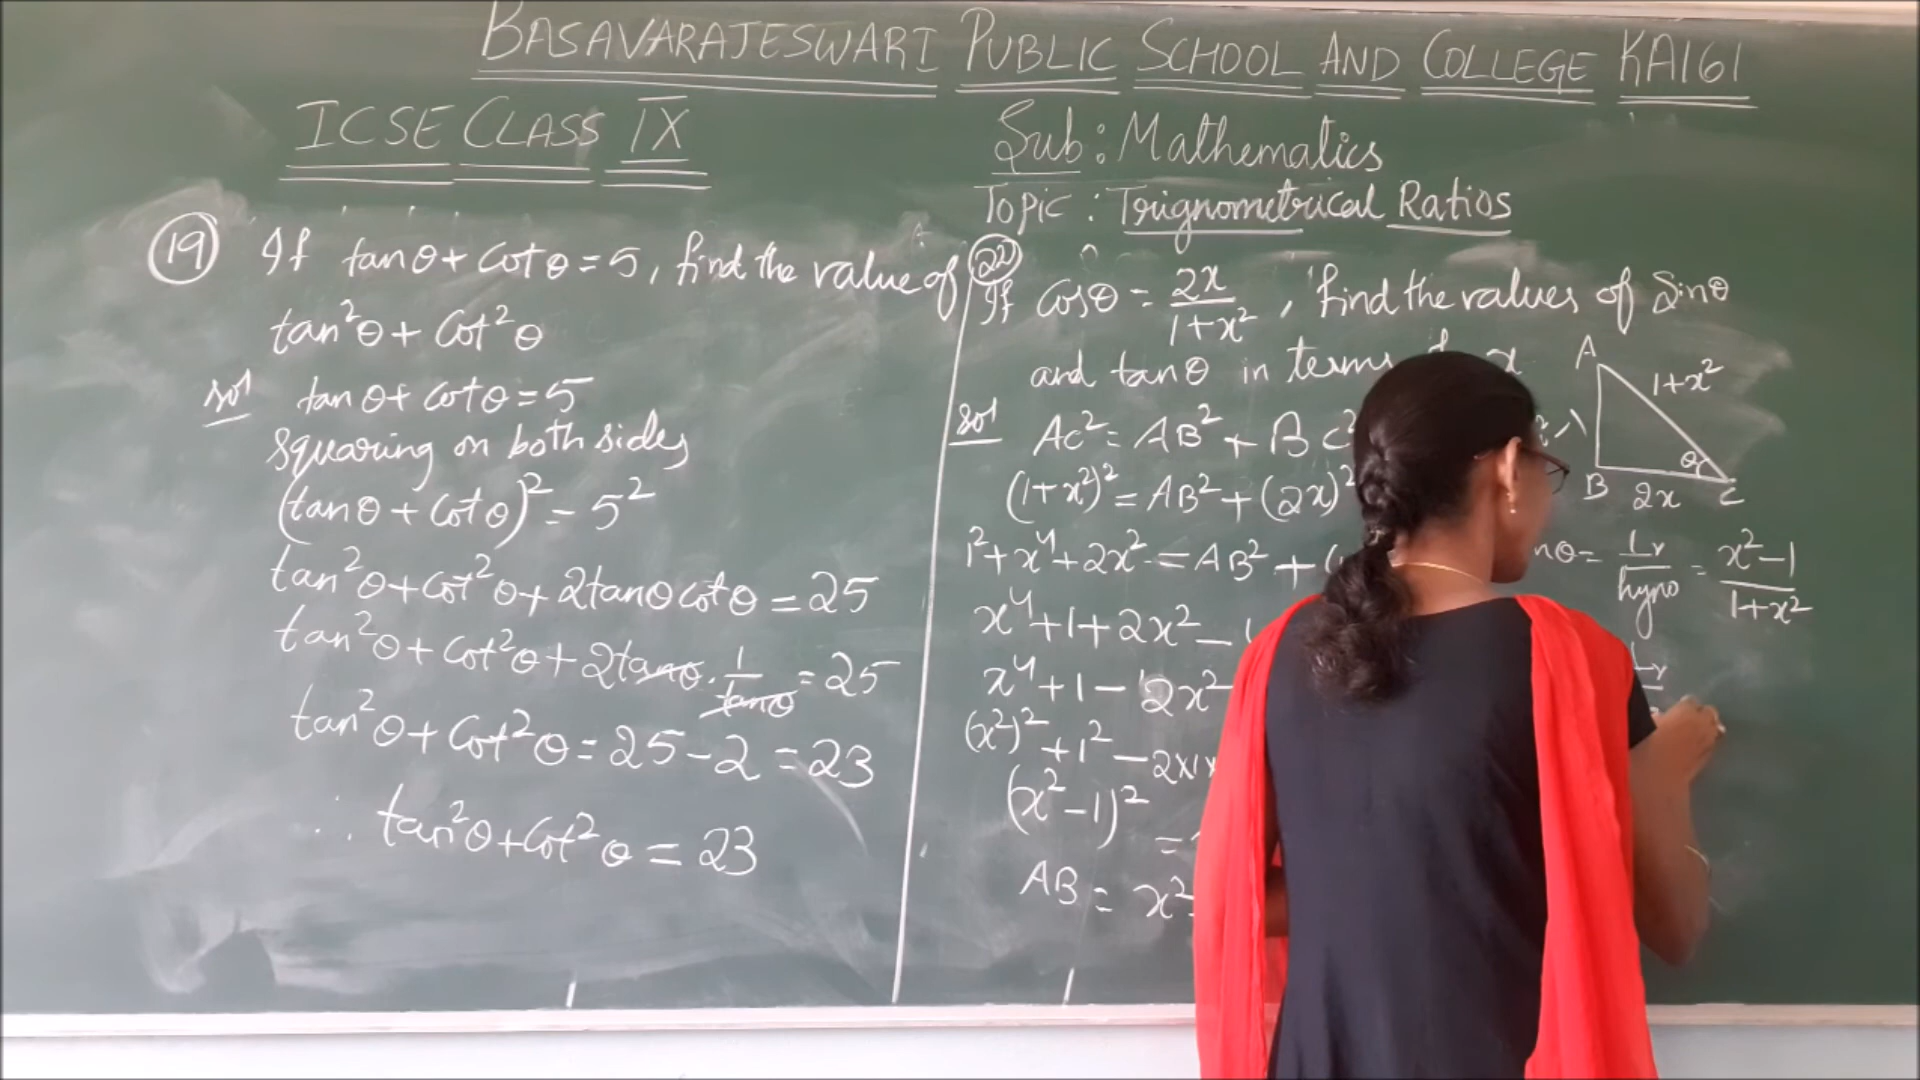 BASAVARAJESWARI PUBLIC SCHOOL AND COLLEGE KA161
ICSE CLASS IX
Sub: Mathematics
Topic: Trignometrical Ratios
(19) If tanθ + cotθ = 5, find the value of
tan²θ + cot²θ
sol tanθ + cotθ = 5
Squaring on both sides
(tanθ + cotθ)² = 5²
tan²θ + cot²θ + 2tanθcotθ = 25
tan²θ + cot²θ + 2tanθ. 1/tanθ = 25
tan²θ + cot²θ = 25 - 2 = 23
∴ tan²θ + cot²θ = 23
(22)
If cosθ = 2x/1+x², find the values of Sinθ
and tanθ in terms x
sol AC² = AB² + BC²
(1+x²)² = AB² + (2x)²
1² + x⁴ + 2x² = AB² +
x⁴ + 1 + 2x² -
x⁴ + 1 - 2x²
(x²)² + 1² - 2x1x
(x² - 1)² =
AB = x²
A
1+x²
θ
B 2x C
θ = /hypo = x²-1/1+x²